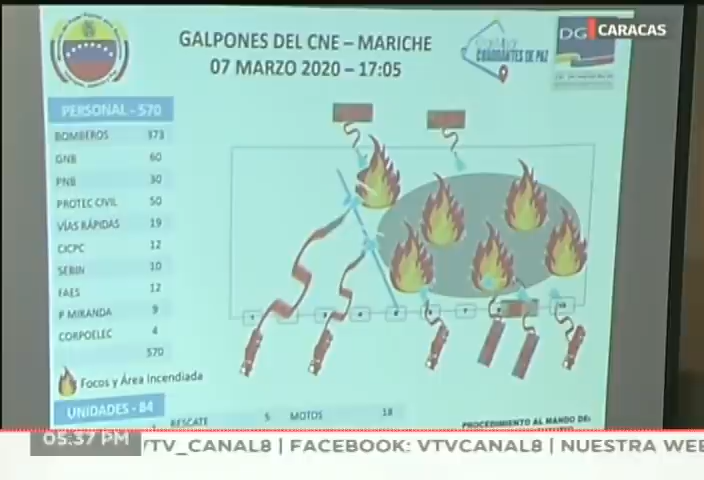 GALPONES DEL CNE – MARICHE
07 MARZO 2020 – 17:05
CUADRANTES DE PAZ
DG
CARACAS
PERSONAL - 570
BOMBEROS 373
GNB 60
PNB 30
PROTEC CIVIL 50
VÍAS RÁPIDAS 19
CICPC 12
SEBIN 10
FAES 12
P MIRANDA 9
CORPOELEC 4
570
Focos y Área Incendiada
UNIDADES - 84
RESCATE 5 MOTOS 18
PROCEDIMIENTO AL MANDO DE:
05:37 PM
VTV_CANAL8 | FACEBOOK: VTVCANAL8 | NUESTRA WEB